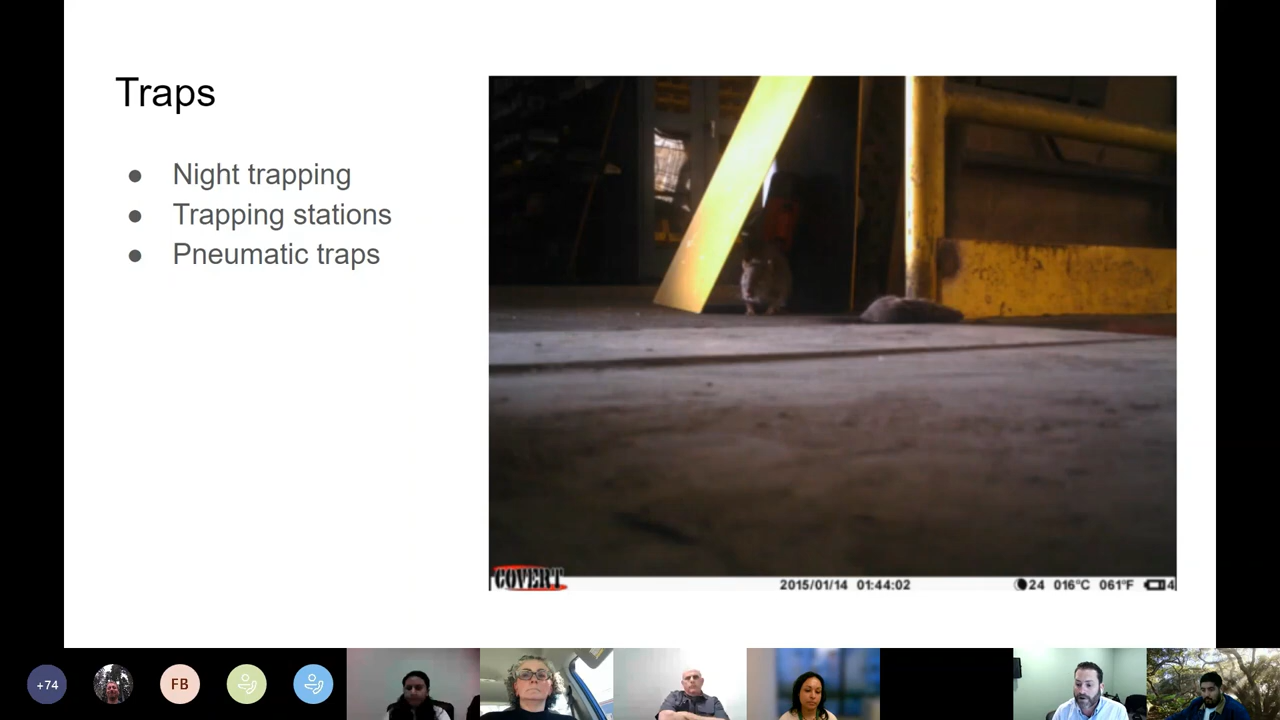 Traps
● Night trapping
● Trapping stations
● Pneumatic traps
COVERT 2015/01/14 01:44:02 24 016°C 061°F 4
+74 FB